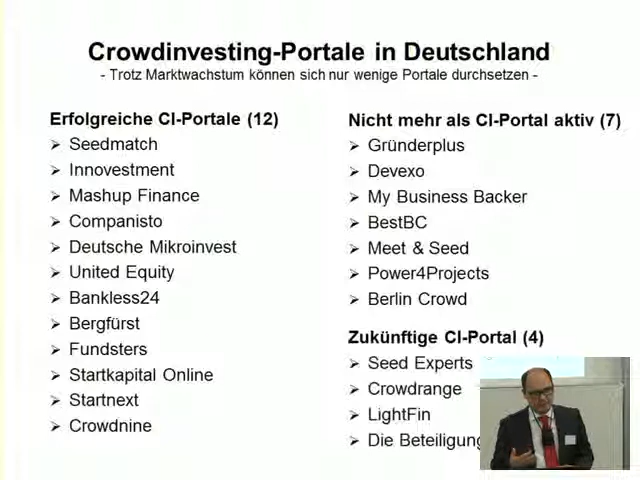 Crowdinvesting-Portale in Deutschland
- Trotz Marktwachstum können sich nur wenige Portale durchsetzen -
Erfolgreiche CI-Portale (12)
Seedmatch
Innovestment
Mashup Finance
Companisto
Deutsche Mikroinvest
United Equity
Bankless24
Bergfürst
Fundsters
Startkapital Online
Startnext
Crowdnine
Nicht mehr als CI-Portal aktiv (7)
Gründerplus
Devexo
My Business Backer
BestBC
Meet & Seed
Power4Projects
Berlin Crowd
Zukünftige CI-Portal (4)
Seed Experts
Crowdrange
LightFin
Die